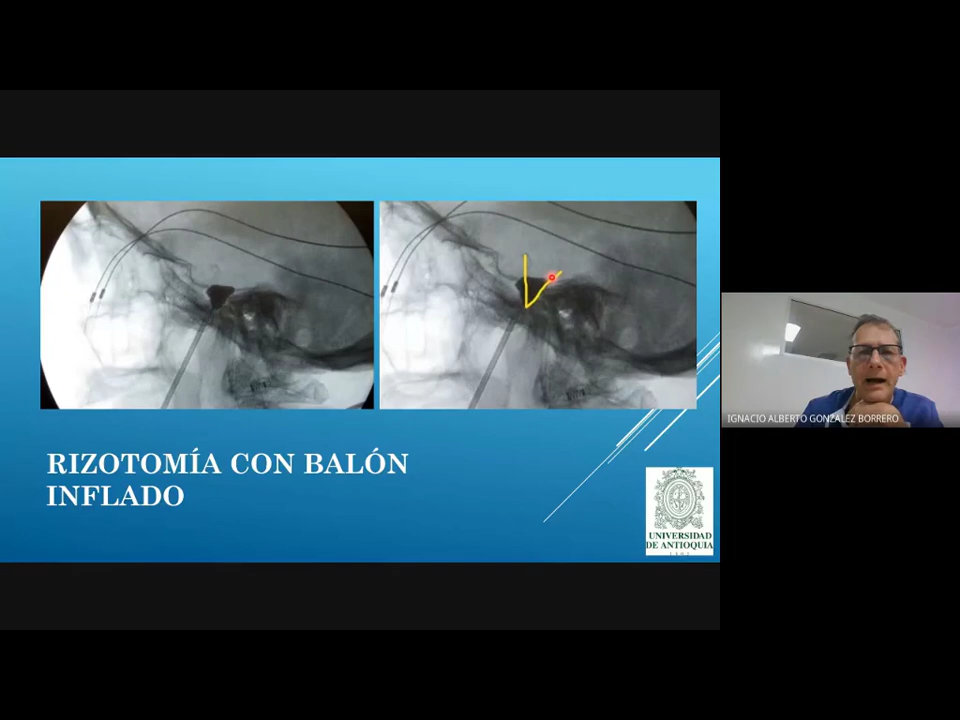 RIZOTOMÍA CON BALÓN
INFLADO
UNIVERSIDAD
DE ANTIOQUIA
IGNACIO ALBERTO GONZALEZ BORRERO